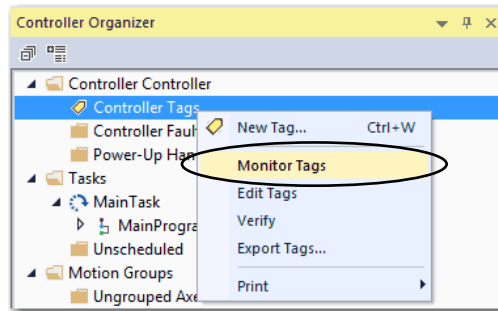 Controller Organizer
Controller Controller
Controller Tags
Controller Faul
Power-Up Han
Tasks
MainTask
MainProgra
Unscheduled
Motion Groups
Ungrouped Axe
New Tag... Ctrl+W
Monitor Tags
Edit Tags
Verify
Export Tags...
Print